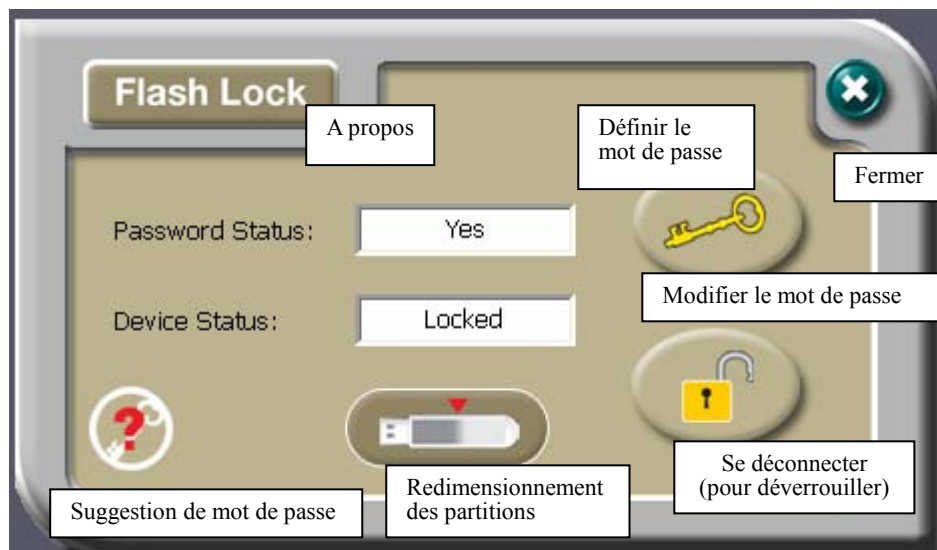 Flash Lock
A propos
Définir le
mot de passe
Fermer
Password Status:
Yes
Modifier le mot de passe
Device Status:
Locked
?
Se déconnecter
(pour déverrouiller)
Redimensionnement
des partitions
Suggestion de mot de passe